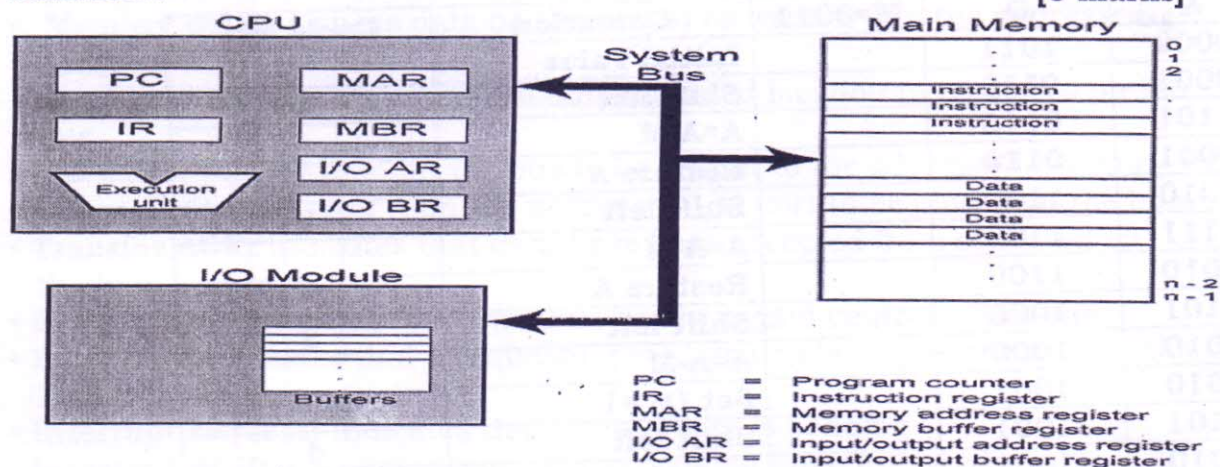 CPU
PC
MAR
IR
MBR
Execution
unit
I/O AR
I/O BR
System
Bus
Main Memory
0
1
2
Instruction
Instruction
Instruction
Data
Data
Data
Data
n - 2
n - 1
I/O Module
Buffers
PC = Program counter
IR = Instruction register
MAR = Memory address register
MBR = Memory buffer register
I/O AR = Input/output address register
I/O BR = Input/output buffer register